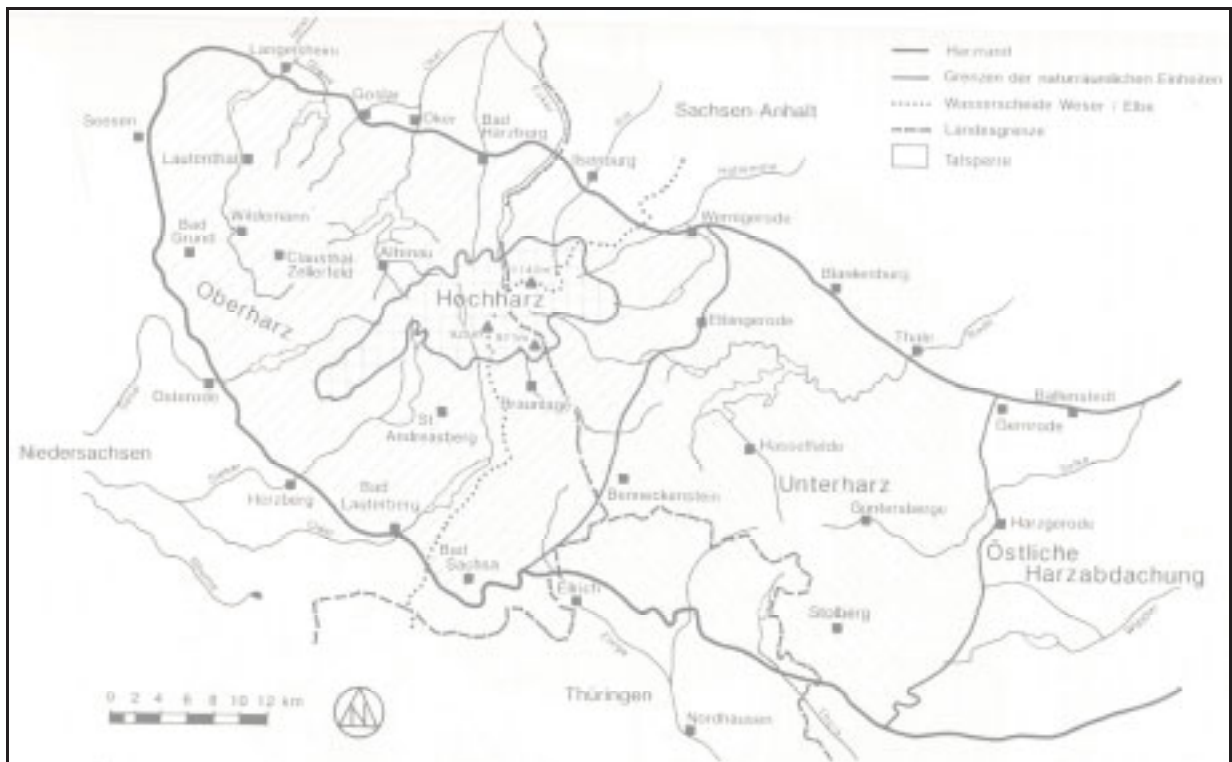 Langelsheim
Goslar
Oker
Bad
Harzburg
Seesen
Lautenthal
Ilsenburg
Sachsen-Anhalt
Harzrand
Grenzen der naturräumlichen Einheiten
Wasserscheide Weser / Elbe
Landesgrenze
Talsperre
Wernigerode
Bad
Grund
Wildemann
Clausthal
Zellerfeld
Altenau
Oberharz
Hochharz
Blankenburg
Elbingerode
Thale
Bode
Osterode
Braunlage
St.
Andreasberg
Ballenstedt
Gernrode
Niedersachsen
Hasselfelde
Selke
Herzberg
Bad
Lauterberg
Benneckenstein
Unterharz
Güntersberge
Harzgerode
Bad
Sachsa
Östliche
Harzabdachung
Ellrich
Stolberg
Wipper
Thüringen
Nordhausen
0 2 4 6 8 10 12 km